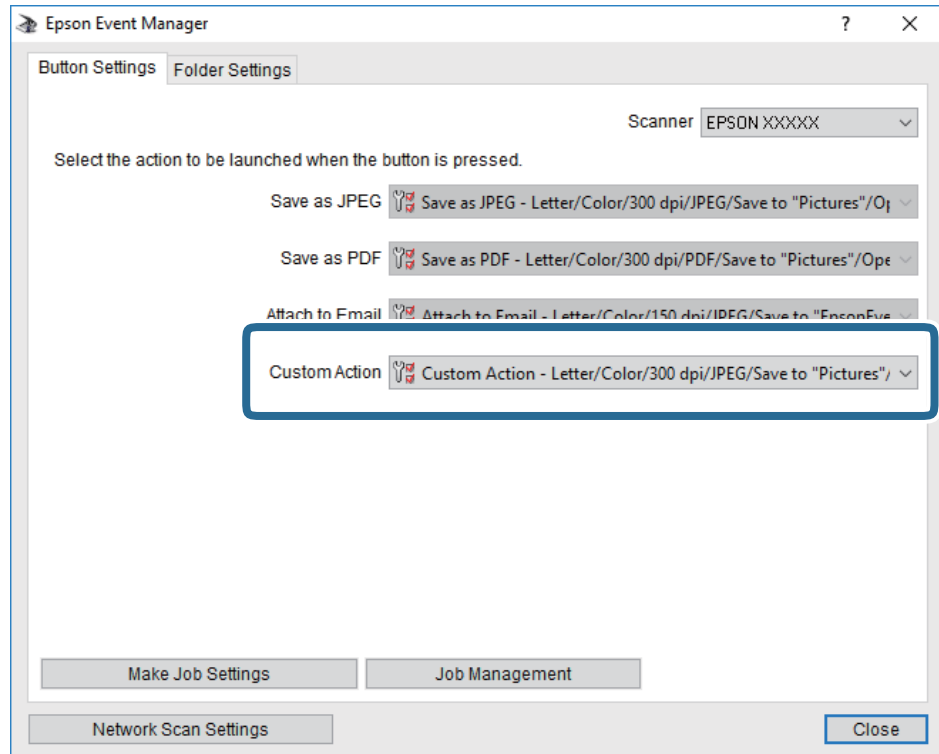 Epson Event Manager
Button Settings Folder Settings
Scanner EPSON XXXXX
Select the action to be launched when the button is pressed.
Save as JPEG Save as JPEG - Letter/Color/300 dpi/JPEG/Save to "Pictures"/Op
Save as PDF Save as PDF - Letter/Color/300 dpi/PDF/Save to "Pictures"/Ope
Attach to Email Attach to Email - Letter/Color/150 dpi/JPEG/Save to "EpsonEve
Custom Action Custom Action - Letter/Color/300 dpi/JPEG/Save to "Pictures"/
Make Job Settings Job Management
Network Scan Settings Close